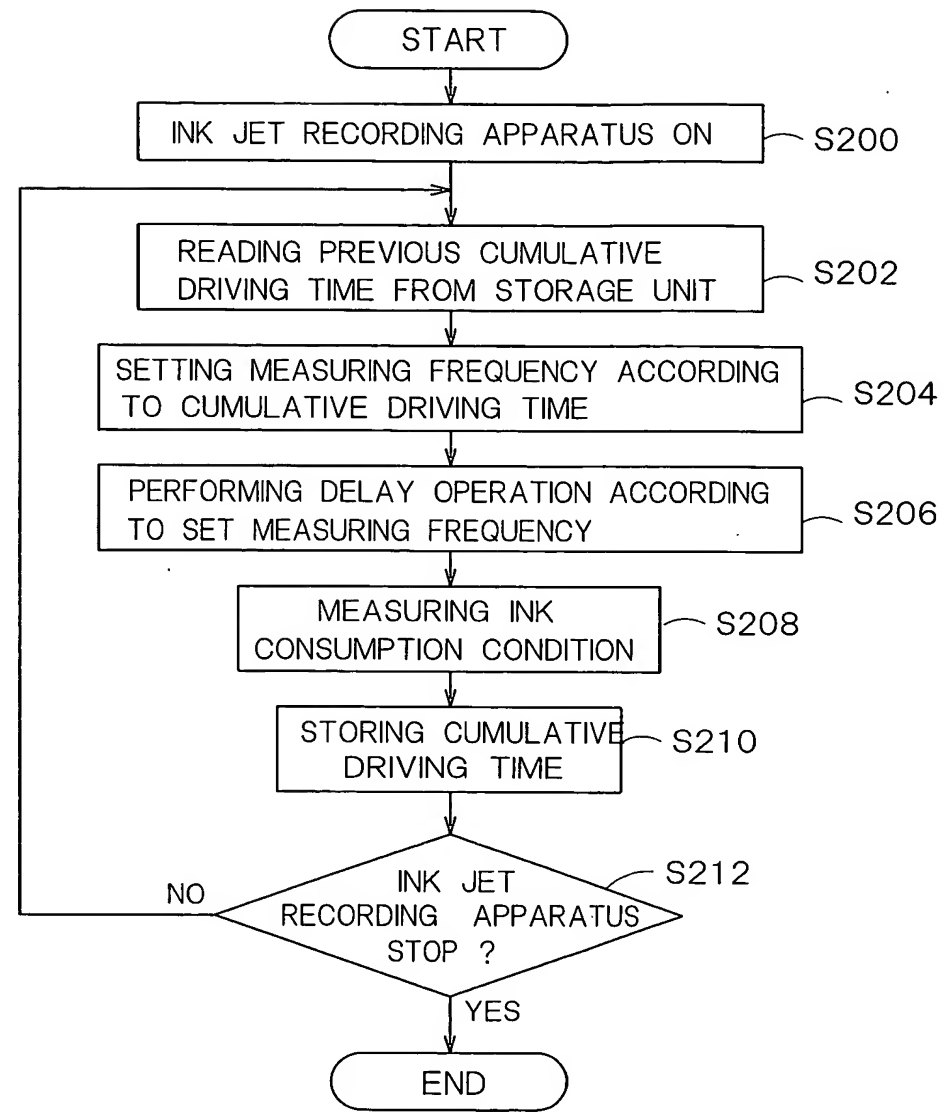 START
INK JET RECORDING APPARATUS ON
S200
READING PREVIOUS CUMULATIVE
DRIVING TIME FROM STORAGE UNIT
S202
SETTING MEASURING FREQUENCY ACCORDING
TO CUMULATIVE DRIVING TIME
S204
PERFORMING DELAY OPERATION ACCORDING
TO SET MEASURING FREQUENCY
S206
MEASURING INK
CONSUMPTION CONDITION
S208
STORING CUMULATIVE
DRIVING TIME
S210
INK JET
RECORDING APPARATUS
STOP ?
S212
NO
YES
END